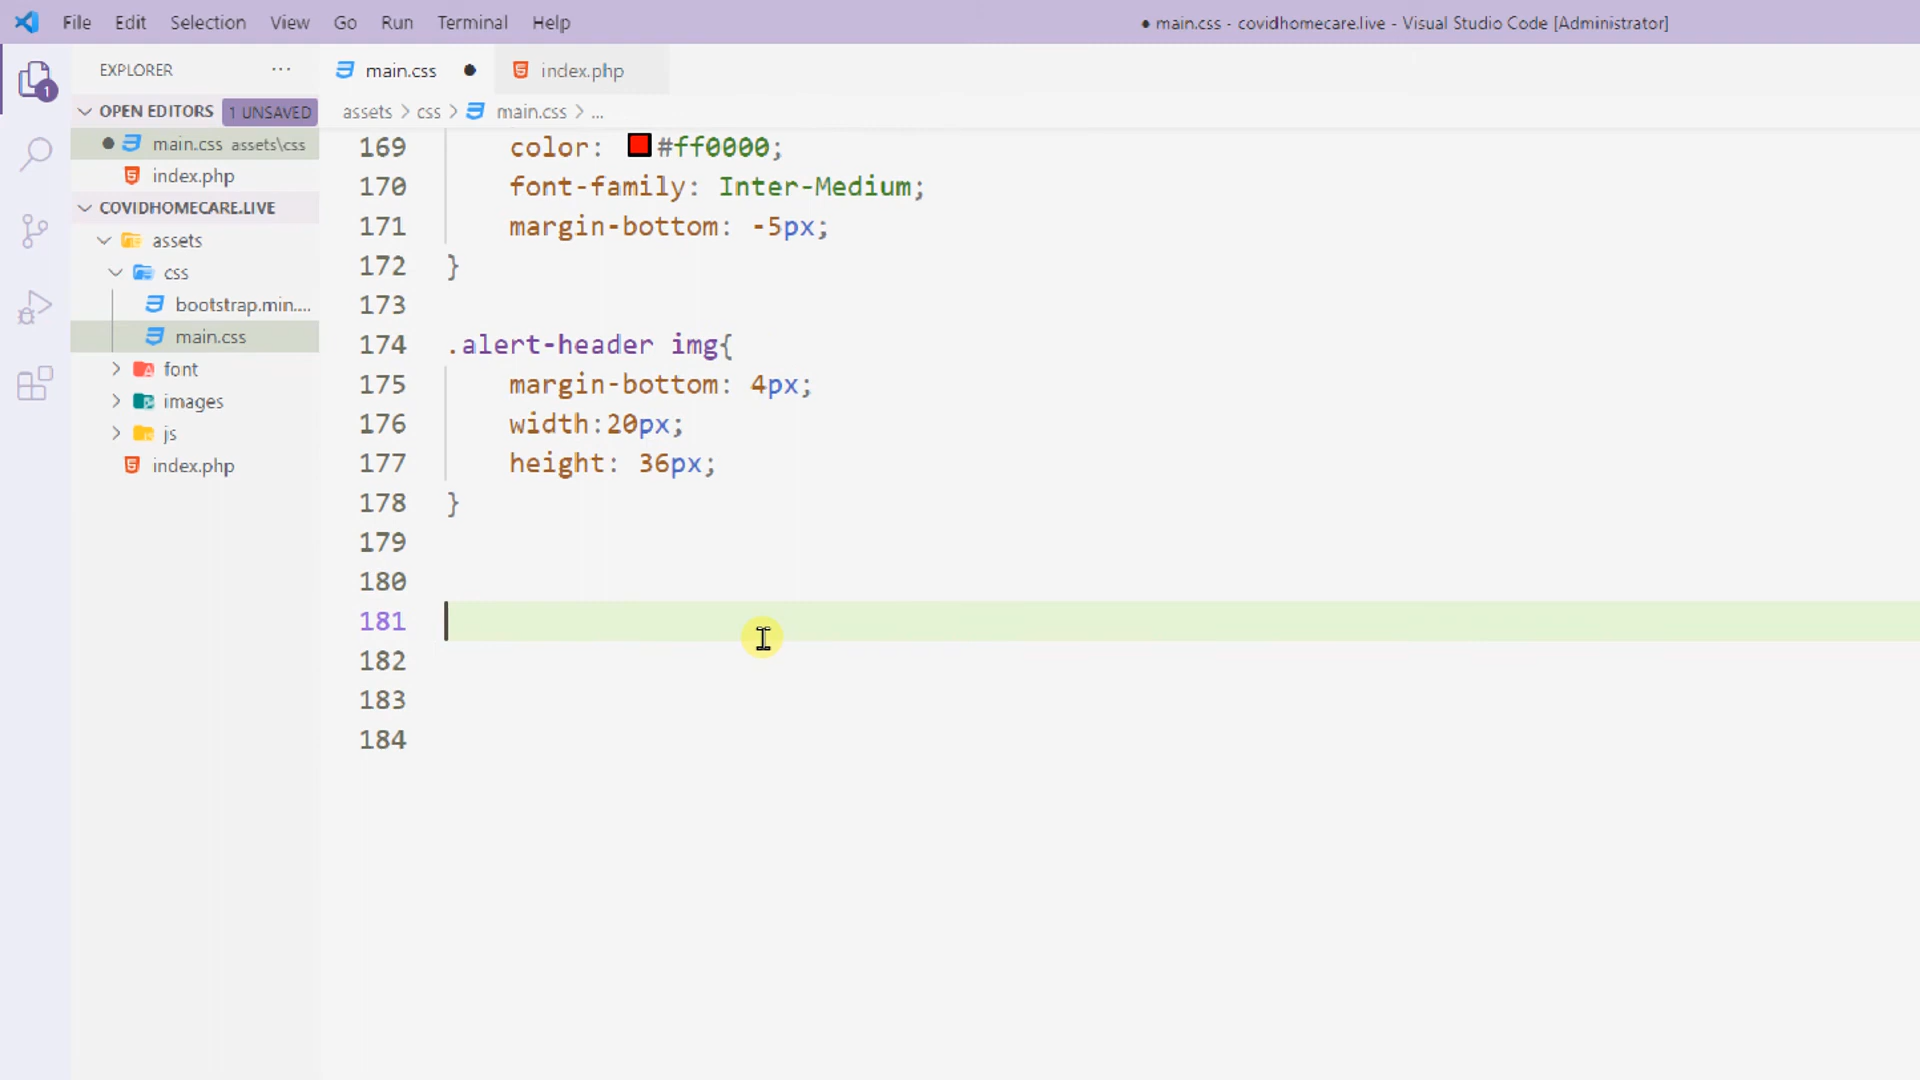 File Edit Selection View Go Run Terminal Help
● main.css - covidhomecare.live - Visual Studio Code [Administrator]
EXPLORER ···
main.css ●
index.php
1
OPEN EDITORS 1 UNSAVED
assets > css > main.css > ...
● main.css assets\css
index.php
COVIDHOMECARE.LIVE
assets
css
bootstrap.min....
main.css
font
images
js
index.php
169 color: #ff0000;
170 font-family: Inter-Medium;
171 margin-bottom: -5px;
172 }
173
174 .alert-header img{
175 margin-bottom: 4px;
176 width:20px;
177 height: 36px;
178 }
179
180
181
182
183
184